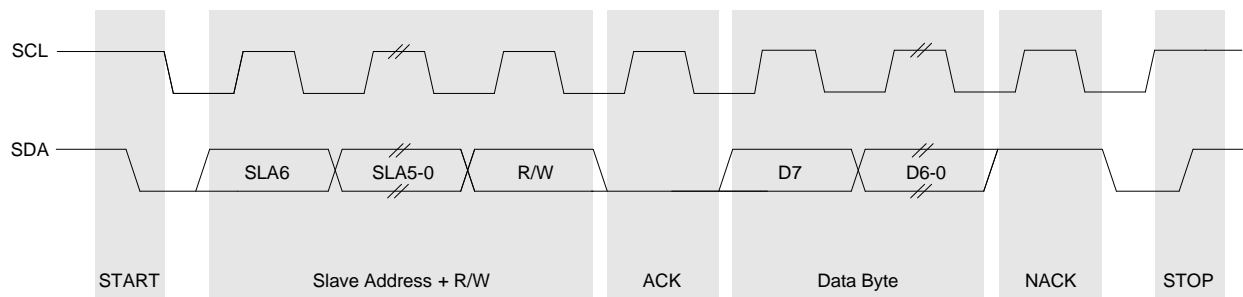 SCL
SDA
SLA6 SLA5-0 R/W D7 D6-0
START Slave Address + R/W ACK Data Byte NACK STOP